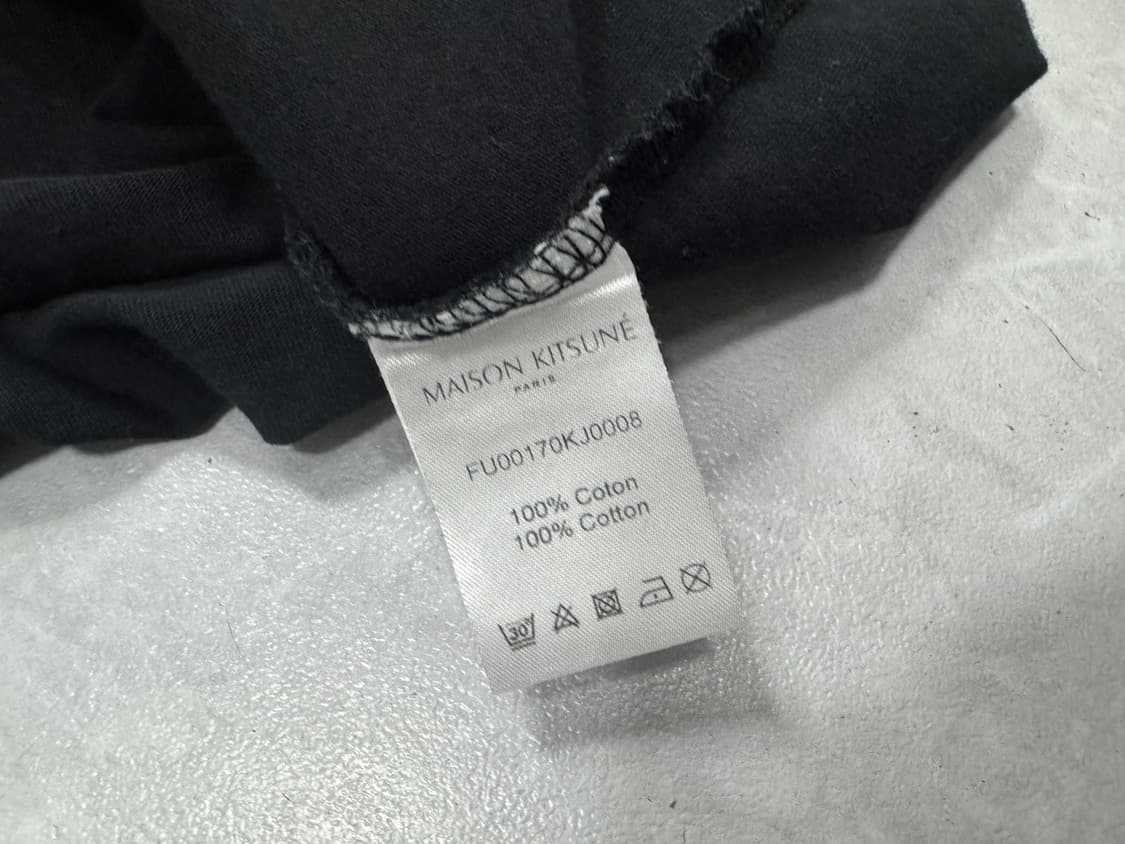 MAISON KITSUNÉ
PARIS
FU00170KJ0008
100% Coton
100% Cotton
30°